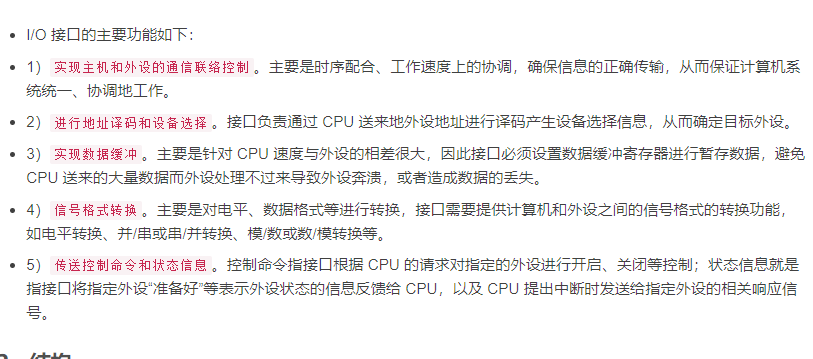 I/O 接口的主要功能如下：
1）实现主机和外设的通信联络控制。主要是时序配合、工作速度上的协调，确保信息的正确传输，从而保证计算机系
统统一、协调地工作。
2）进行地址译码和设备选择。接口负责通过 CPU 送来地外设地址进行译码产生设备选择信息，从而确定目标外设。
3）实现数据缓冲。主要是针对 CPU 速度与外设的相差很大，因此接口必须设置数据缓冲寄存器进行暂存数据，避免
CPU 送来的大量数据而外设处理不过来导致外设奔溃，或者造成数据的丢失。
4）信号格式转换。主要是对电平、数据格式等进行转换，接口需要提供计算机和外设之间的信号格式的转换功能，
如电平转换、并/串或串/并转换、模/数或数/模转换等。
5）传送控制命令和状态信息。控制命令指接口根据 CPU 的请求对指定的外设进行开启、关闭等控制；状态信息就是
指接口将指定外设“准备好”等表示外设状态的信息反馈给 CPU，以及 CPU 提出中断时发送给指定外设的相关响应信
号。